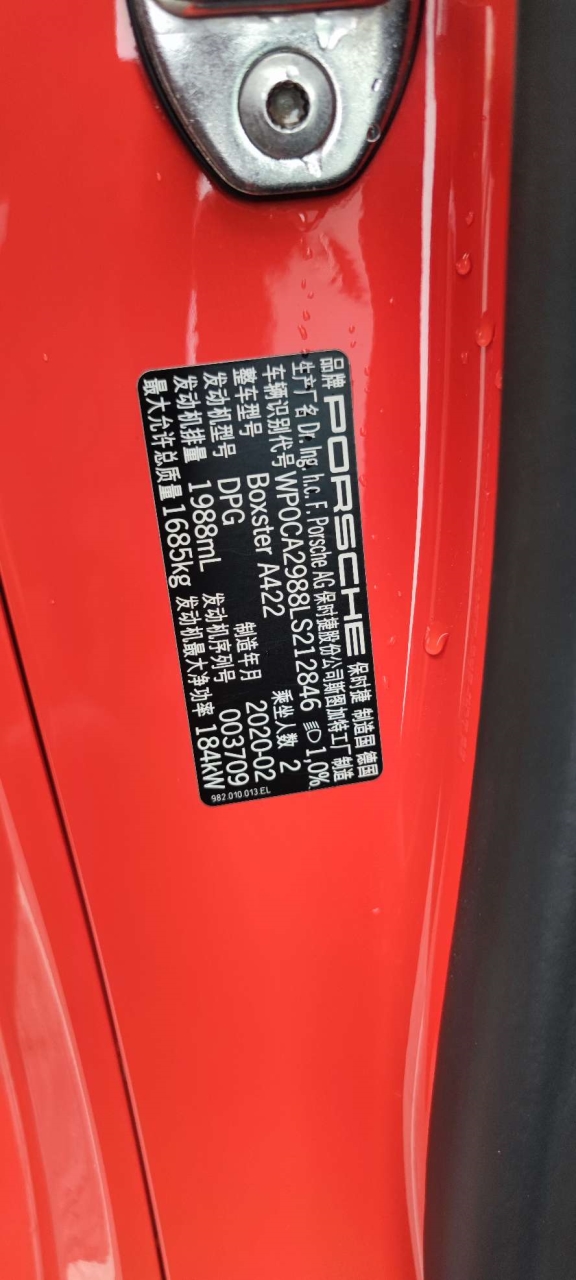 品牌 PORSCHE 保时捷 制造国 德国
生产厂名 Dr. Ing. h.c. F. Porsche AG 保时捷股份公司斯图加特工厂制造
车辆识别代号 WP0CA2988LS212846 1,0%
整车型号 Boxster A422 乘坐人数 2
发动机型号 DPG 制造年月 2020-02
发动机排量 1988mL 发动机序列号 003709
最大允许总质量 1685kg 发动机最大净功率 184kW
982.010.013.EL